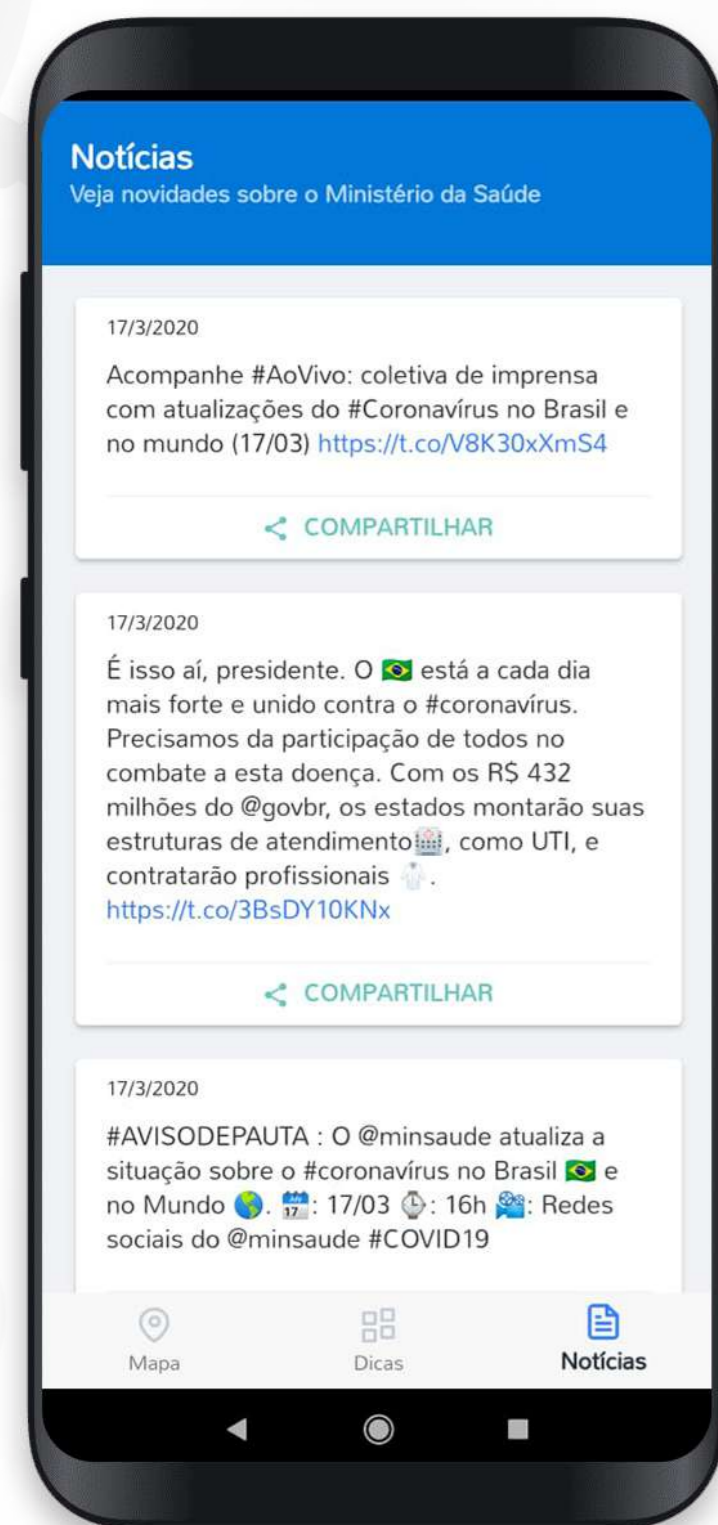 Notícias
Veja novidades sobre o Ministério da Saúde
17/3/2020
Acompanhe #AoVivo: coletiva de imprensa
com atualizações do #Coronavírus no Brasil e
no mundo (17/03) https://t.co/V8K30xXmS4
COMPARTILHAR
17/3/2020
É isso aí, presidente. O 🇧🇷 está a cada dia
mais forte e unido contra o #coronavírus.
Precisamos da participação de todos no
combate a esta doença. Com os R$ 432
milhões do @govbr, os estados montarão suas
estruturas de atendimento🏥, como UTI, e
contratarão profissionais 🥼.
https://t.co/3BsDY10KNx
COMPARTILHAR
17/3/2020
#AVISODEPAUTA : O @minsaude atualiza a
situação sobre o #coronavírus no Brasil 🇧🇷 e
no Mundo 🌎. 📅: 17/03 ⌚: 16h 🎥: Redes
sociais do @minsaude #COVID19
Mapa Dicas Notícias